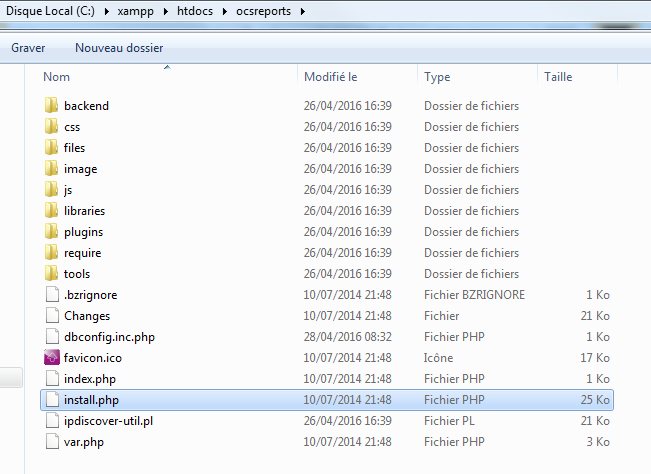 Disque Local (C:) ▸ xampp ▸ htdocs ▸ ocsreports ▸
Graver Nouveau dossier
Nom Modifié le Type Taille
backend 26/04/2016 16:39 Dossier de fichiers
css 26/04/2016 16:39 Dossier de fichiers
files 26/04/2016 16:39 Dossier de fichiers
image 26/04/2016 16:39 Dossier de fichiers
js 26/04/2016 16:39 Dossier de fichiers
libraries 26/04/2016 16:39 Dossier de fichiers
plugins 26/04/2016 16:39 Dossier de fichiers
require 26/04/2016 16:39 Dossier de fichiers
tools 26/04/2016 16:39 Dossier de fichiers
.bzrignore 10/07/2014 21:48 Fichier BZRIGNORE 1 Ko
Changes 10/07/2014 21:48 Fichier 21 Ko
dbconfig.inc.php 28/04/2016 08:32 Fichier PHP 1 Ko
favicon.ico 10/07/2014 21:48 Icône 17 Ko
index.php 10/07/2014 21:48 Fichier PHP 1 Ko
install.php 10/07/2014 21:48 Fichier PHP 25 Ko
ipdiscover-util.pl 26/04/2016 16:39 Fichier PL 21 Ko
var.php 10/07/2014 21:48 Fichier PHP 3 Ko